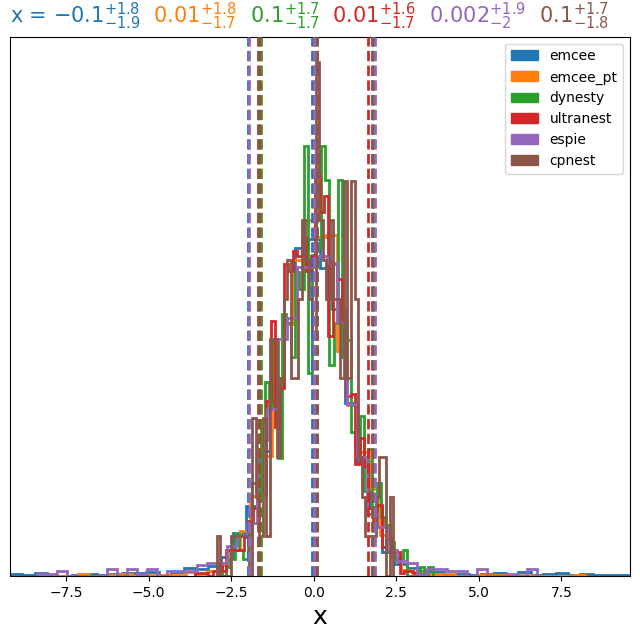 x = −0.1+1.8−1.9 0.01+1.8−1.7 0.1+1.7−1.7 0.01+1.6−1.7 0.002+1.9−2 0.1+1.7−1.8
emcee
emcee_pt
dynesty
ultranest
espie
cpnest
−7.5 −5.0 −2.5 0.0 2.5 5.0 7.5
x